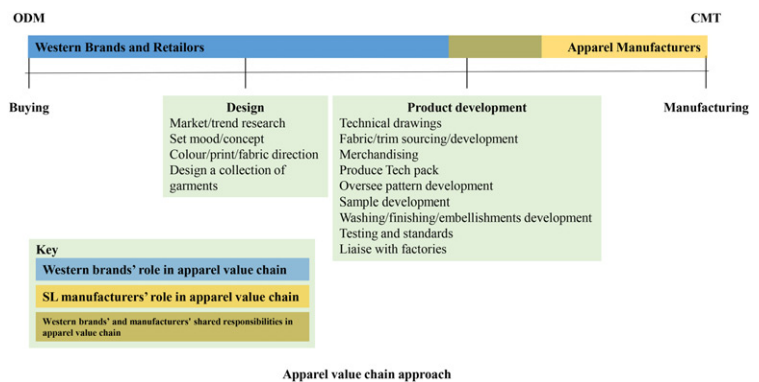 ODM
CMT
Western Brands and Retailors
Apparel Manufacturers
Buying
Manufacturing
Design
Market/trend research
Set mood/concept
Colour/print/fabric direction
Design a collection of
garments
Product development
Technical drawings
Fabric/trim sourcing/development
Merchandising
Produce Tech pack
Oversee pattern development
Sample development
Washing/finishing/embellishments development
Testing and standards
Liaise with factories
Key
Western brands' role in apparel value chain
SL manufacturers' role in apparel value chain
Western brands' and manufacturers' shared responsibilities in
apparel value chain
Apparel value chain approach